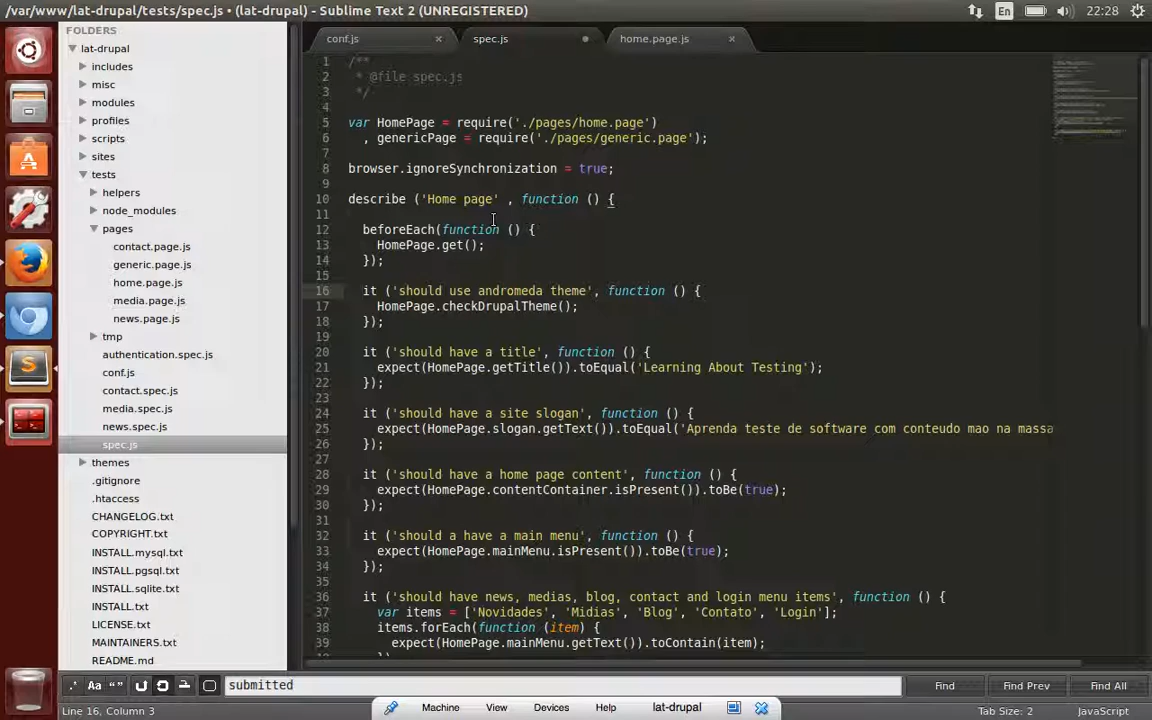 /var/www/lat-drupal/tests/spec.js • (lat-drupal) - Sublime Text 2 (UNREGISTERED)
En
22:28
FOLDERS
lat-drupal
includes
misc
modules
profiles
scripts
sites
tests
helpers
node_modules
pages
contact.page.js
generic.page.js
home.page.js
media.page.js
news.page.js
tmp
authentication.spec.js
conf.js
contact.spec.js
media.spec.js
news.spec.js
spec.js
themes
.gitignore
.htaccess
CHANGELOG.txt
COPYRIGHT.txt
INSTALL.mysql.txt
INSTALL.pgsql.txt
INSTALL.sqlite.txt
INSTALL.txt
LICENSE.txt
MAINTAINERS.txt
README.md
conf.js × spec.js • home.page.js ×
1 /**
2 * @file spec.js
3 */
4
5 var HomePage = require('./pages/home.page')
6 , genericPage = require('./pages/generic.page');
7
8 browser.ignoreSynchronization = true;
9
10 describe ('Home page' , function () {
11
12 beforeEach(function () {
13 HomePage.get();
14 });
15
16 it ('should use andromeda theme', function () {
17 HomePage.checkDrupalTheme();
18 });
19
20 it ('should have a title', function () {
21 expect(HomePage.getTitle()).toEqual('Learning About Testing');
22 });
23
24 it ('should have a site slogan', function () {
25 expect(HomePage.slogan.getText()).toEqual('Aprenda teste de software com conteudo mao na massa
26 });
27
28 it ('should have a home page content', function () {
29 expect(HomePage.contentContainer.isPresent()).toBe(true);
30 });
31
32 it ('should a have a main menu', function () {
33 expect(HomePage.mainMenu.isPresent()).toBe(true);
34 });
35
36 it ('should have news, medias, blog, contact and login menu items', function () {
37 var items = ['Novidades', 'Midias', 'Blog', 'Contato', 'Login'];
38 items.forEach(function (item) {
39 expect(HomePage.mainMenu.getText()).toContain(item);
.* Aa “ ” submitted Find Find Prev Find All
Line 16, Column 3 Machine View Devices Help lat-drupal Tab Size: 2 JavaScript